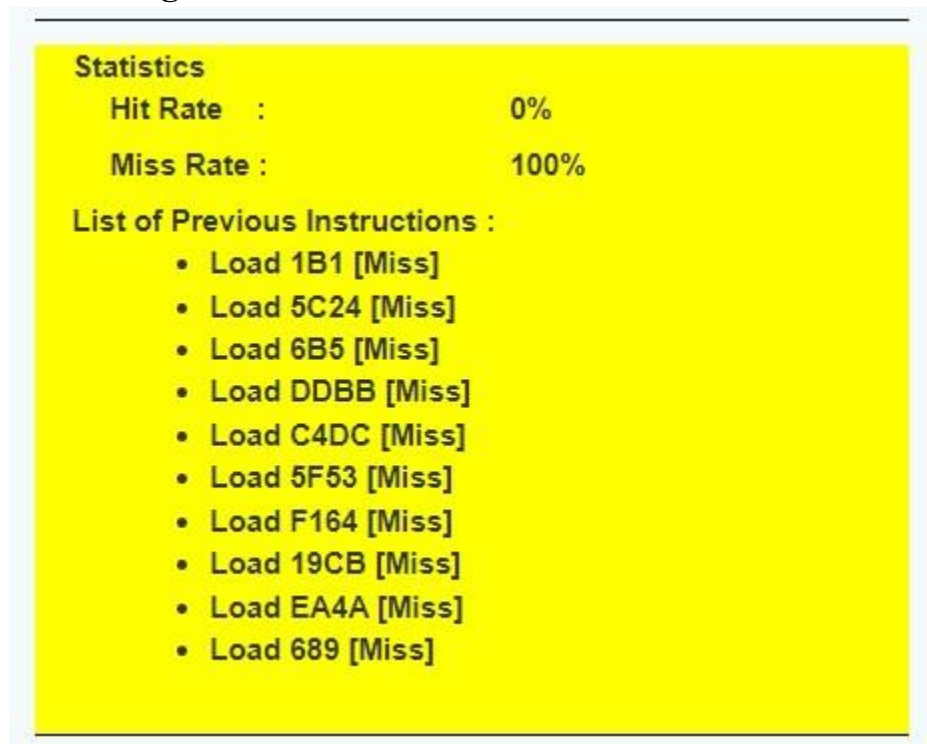 Statistics
Hit Rate : 0%
Miss Rate : 100%
List of Previous Instructions :
• Load 1B1 [Miss]
• Load 5C24 [Miss]
• Load 6B5 [Miss]
• Load DDBB [Miss]
• Load C4DC [Miss]
• Load 5F53 [Miss]
• Load F164 [Miss]
• Load 19CB [Miss]
• Load EA4A [Miss]
• Load 689 [Miss]